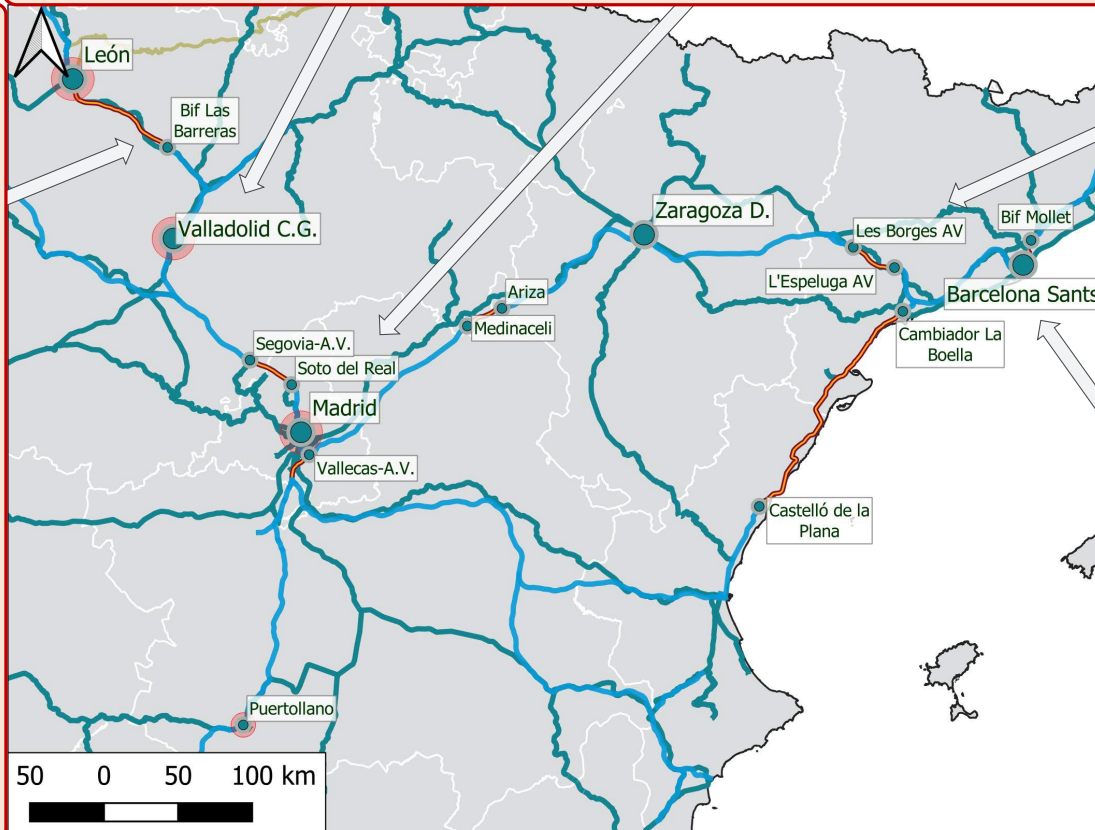 León
Bif Las
Barreras
Valladolid C.G.
Zaragoza D.
Les Borges AV
Bif Mollet
L'Espeluga AV
Barcelona Sants
Ariza
Medinaceli
Cambiador La
Boella
Segovia-A.V.
Soto del Real
Madrid
Vallecas-A.V.
Castelló de la
Plana
Puertollano
50 0 50 100 km